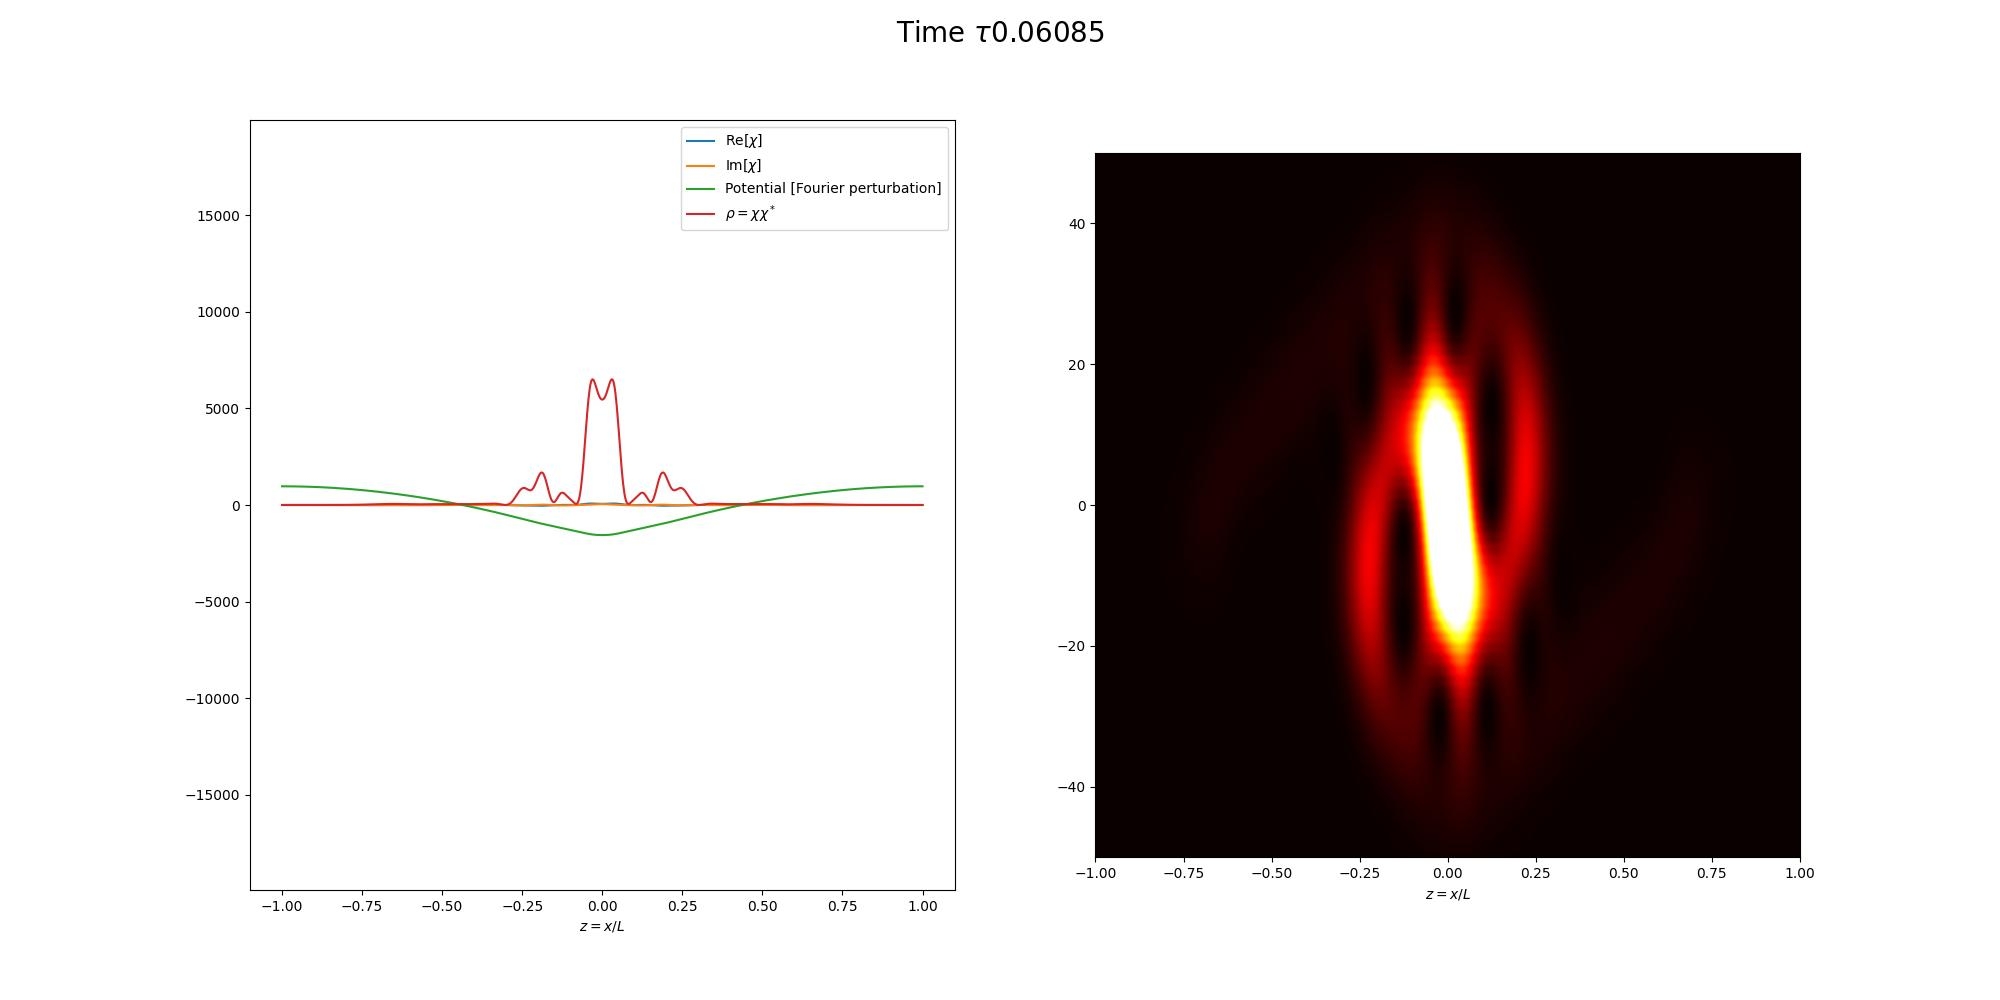 Time τ0.06085
Re[χ]
Im[χ]
Potential [Fourier perturbation]
ρ = χχ*
15000
10000
5000
0
−5000
−10000
−15000
−1.00 −0.75 −0.50 −0.25 0.00 0.25 0.50 0.75 1.00
z = x/L
40
20
0
−20
−40
−1.00 −0.75 −0.50 −0.25 0.00 0.25 0.50 0.75 1.00
z = x/L